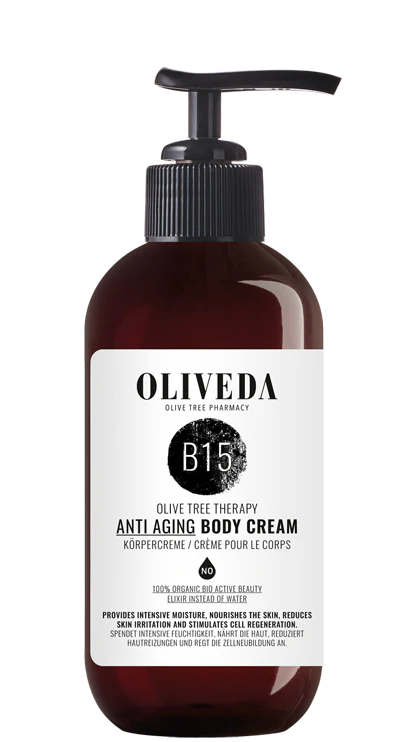 OLIVEDA
OLIVE TREE PHARMACY
B15
OLIVE TREE THERAPY
ANTI AGING BODY CREAM
KÖRPERCREME / CRÈME POUR LE CORPS
NO
100% ORGANIC BIO ACTIVE BEAUTY
ELIXIR INSTEAD OF WATER
PROVIDES INTENSIVE MOISTURE, NOURISHES THE SKIN, REDUCES
SKIN IRRITATION AND STIMULATES CELL REGENERATION.
SPENDET INTENSIVE FEUCHTIGKEIT, NÄHRT DIE HAUT, REDUZIERT
HAUTREIZUNGEN UND REGT DIE ZELLNEUBILDUNG AN.